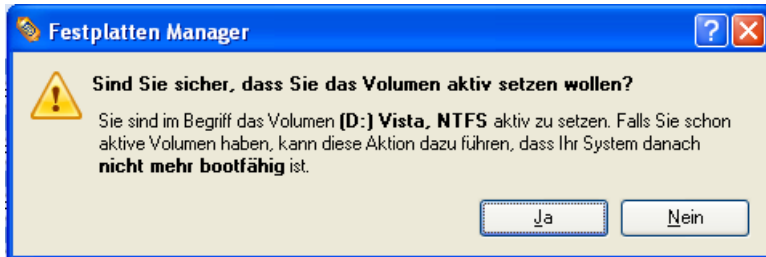 Festplatten Manager
Sind Sie sicher, dass Sie das Volumen aktiv setzen wollen?
Sie sind im Begriff das Volumen (D:) Vista, NTFS aktiv zu setzen. Falls Sie schon
aktive Volumen haben, kann diese Aktion dazu führen, dass Ihr System danach
nicht mehr bootfähig ist.
Ja Nein